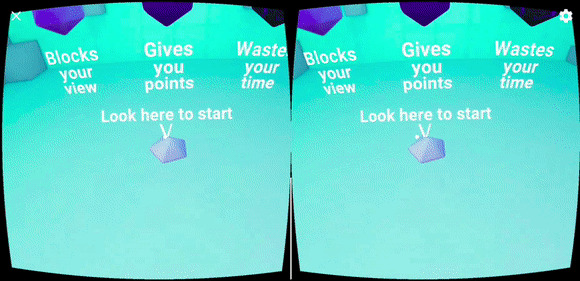 Blocks
your
view
Gives
you
points
Wastes
your
time
Look here to start
V
Blocks
your
view
Gives
you
points
Wastes
your
time
Look here to start
V